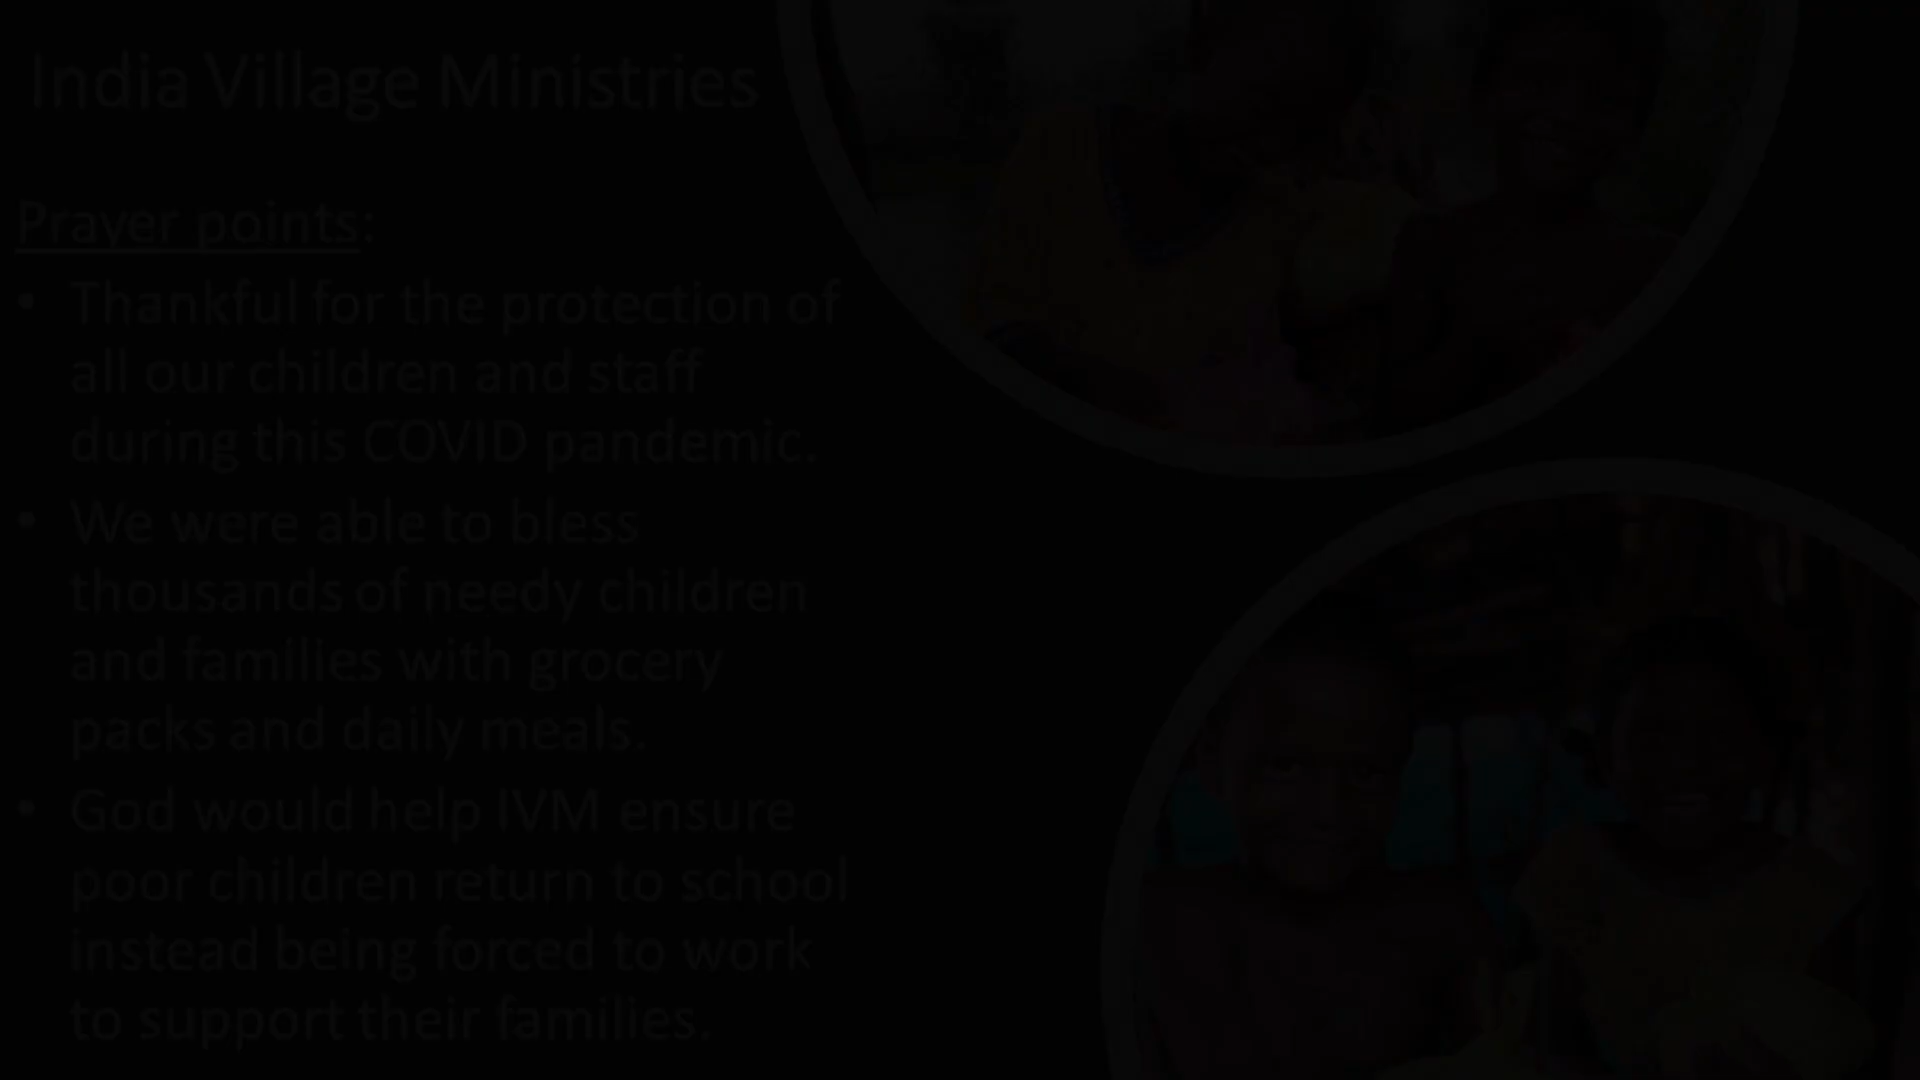 India Village Ministries
Prayer points:
• Thankful for the protection of
all our children and staff
during this COVID pandemic.
• We were able to bless
thousands of needy children
and families with grocery
packs and daily meals.
• God would help IVM ensure
poor children return to school
instead being forced to work
to support their families.